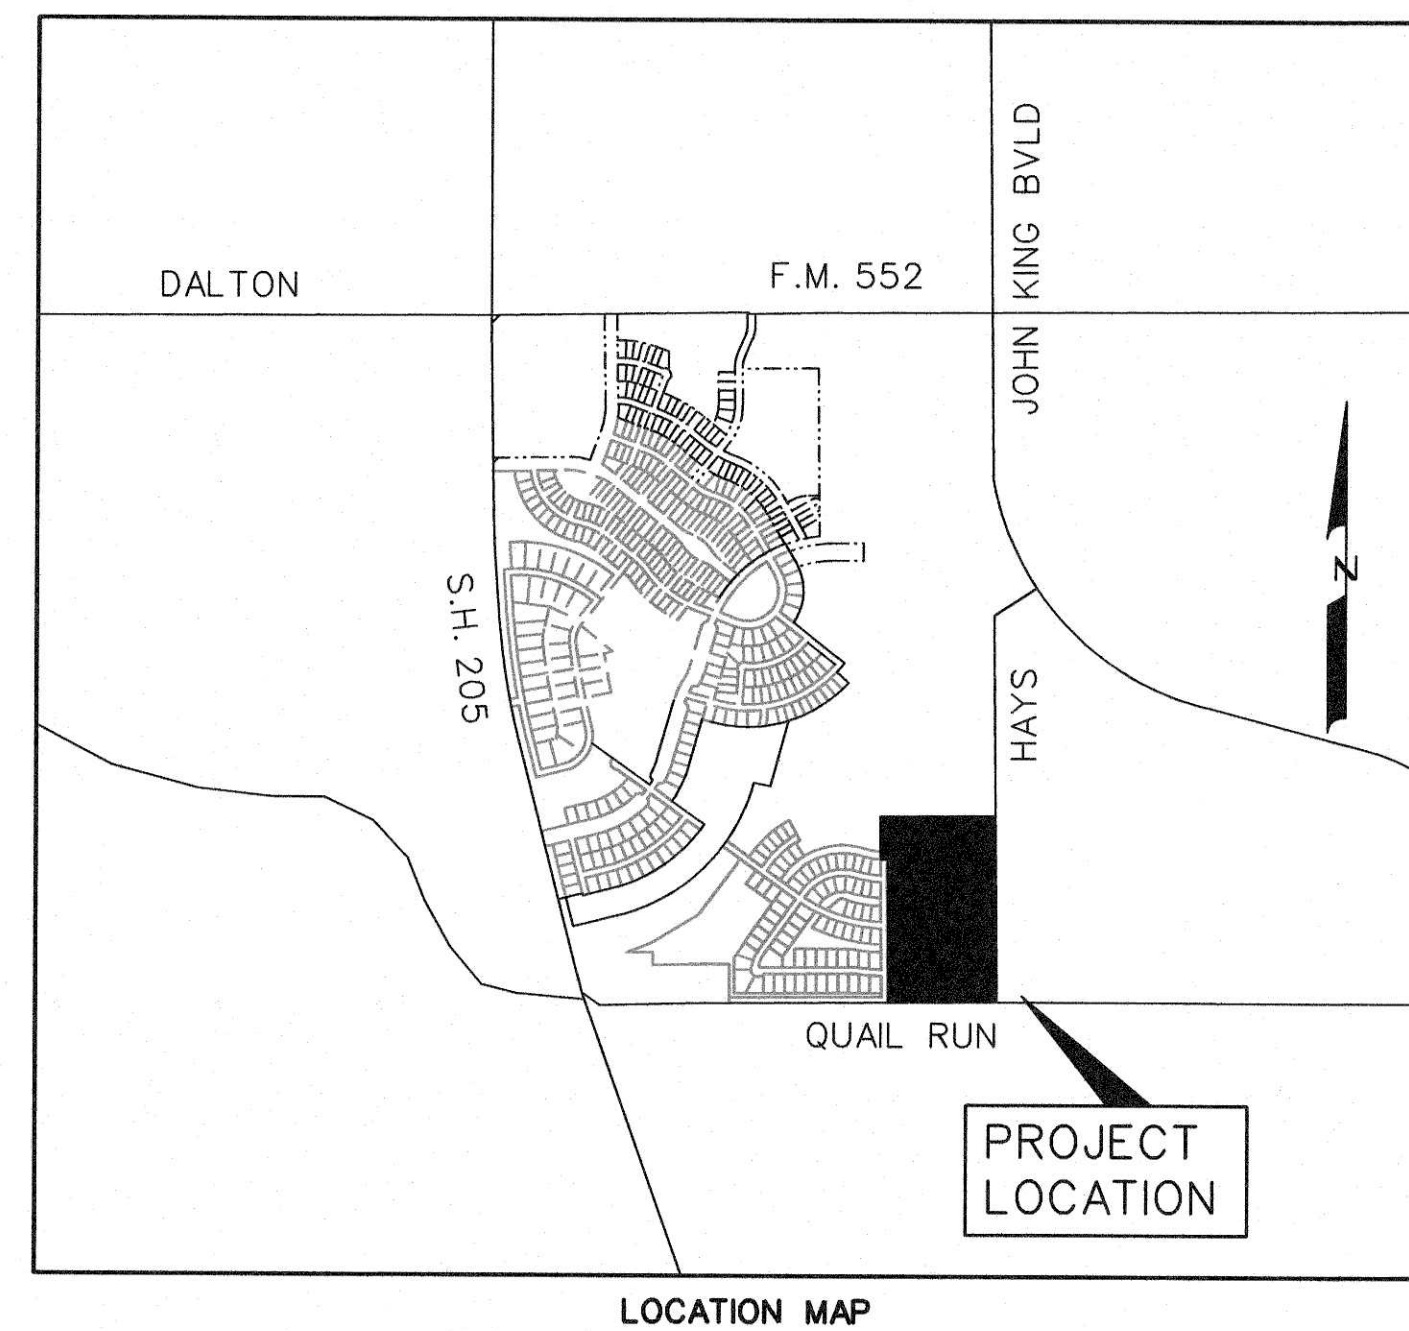 JOHN KING BVLD
DALTON
F.M. 552
N
S.H. 205
HAYS
QUAIL RUN
PROJECT
LOCATION
LOCATION MAP